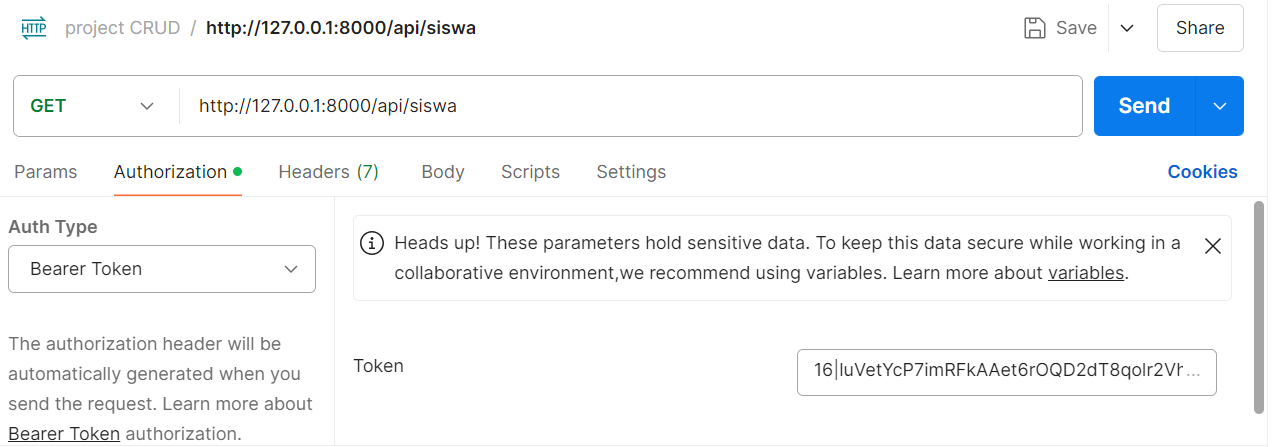 HTTP project CRUD / http://127.0.0.1:8000/api/siswa Save Share
GET http://127.0.0.1:8000/api/siswa Send
Params Authorization Headers (7) Body Scripts Settings Cookies
Auth Type
Bearer Token
The authorization header will be
automatically generated when you
send the request. Learn more about
Bearer Token authorization.
Heads up! These parameters hold sensitive data. To keep this data secure while working in a
collaborative environment,we recommend using variables. Learn more about variables.
Token 16|luVetYcP7imRFkAAet6rOQD2dT8qolr2Vh...